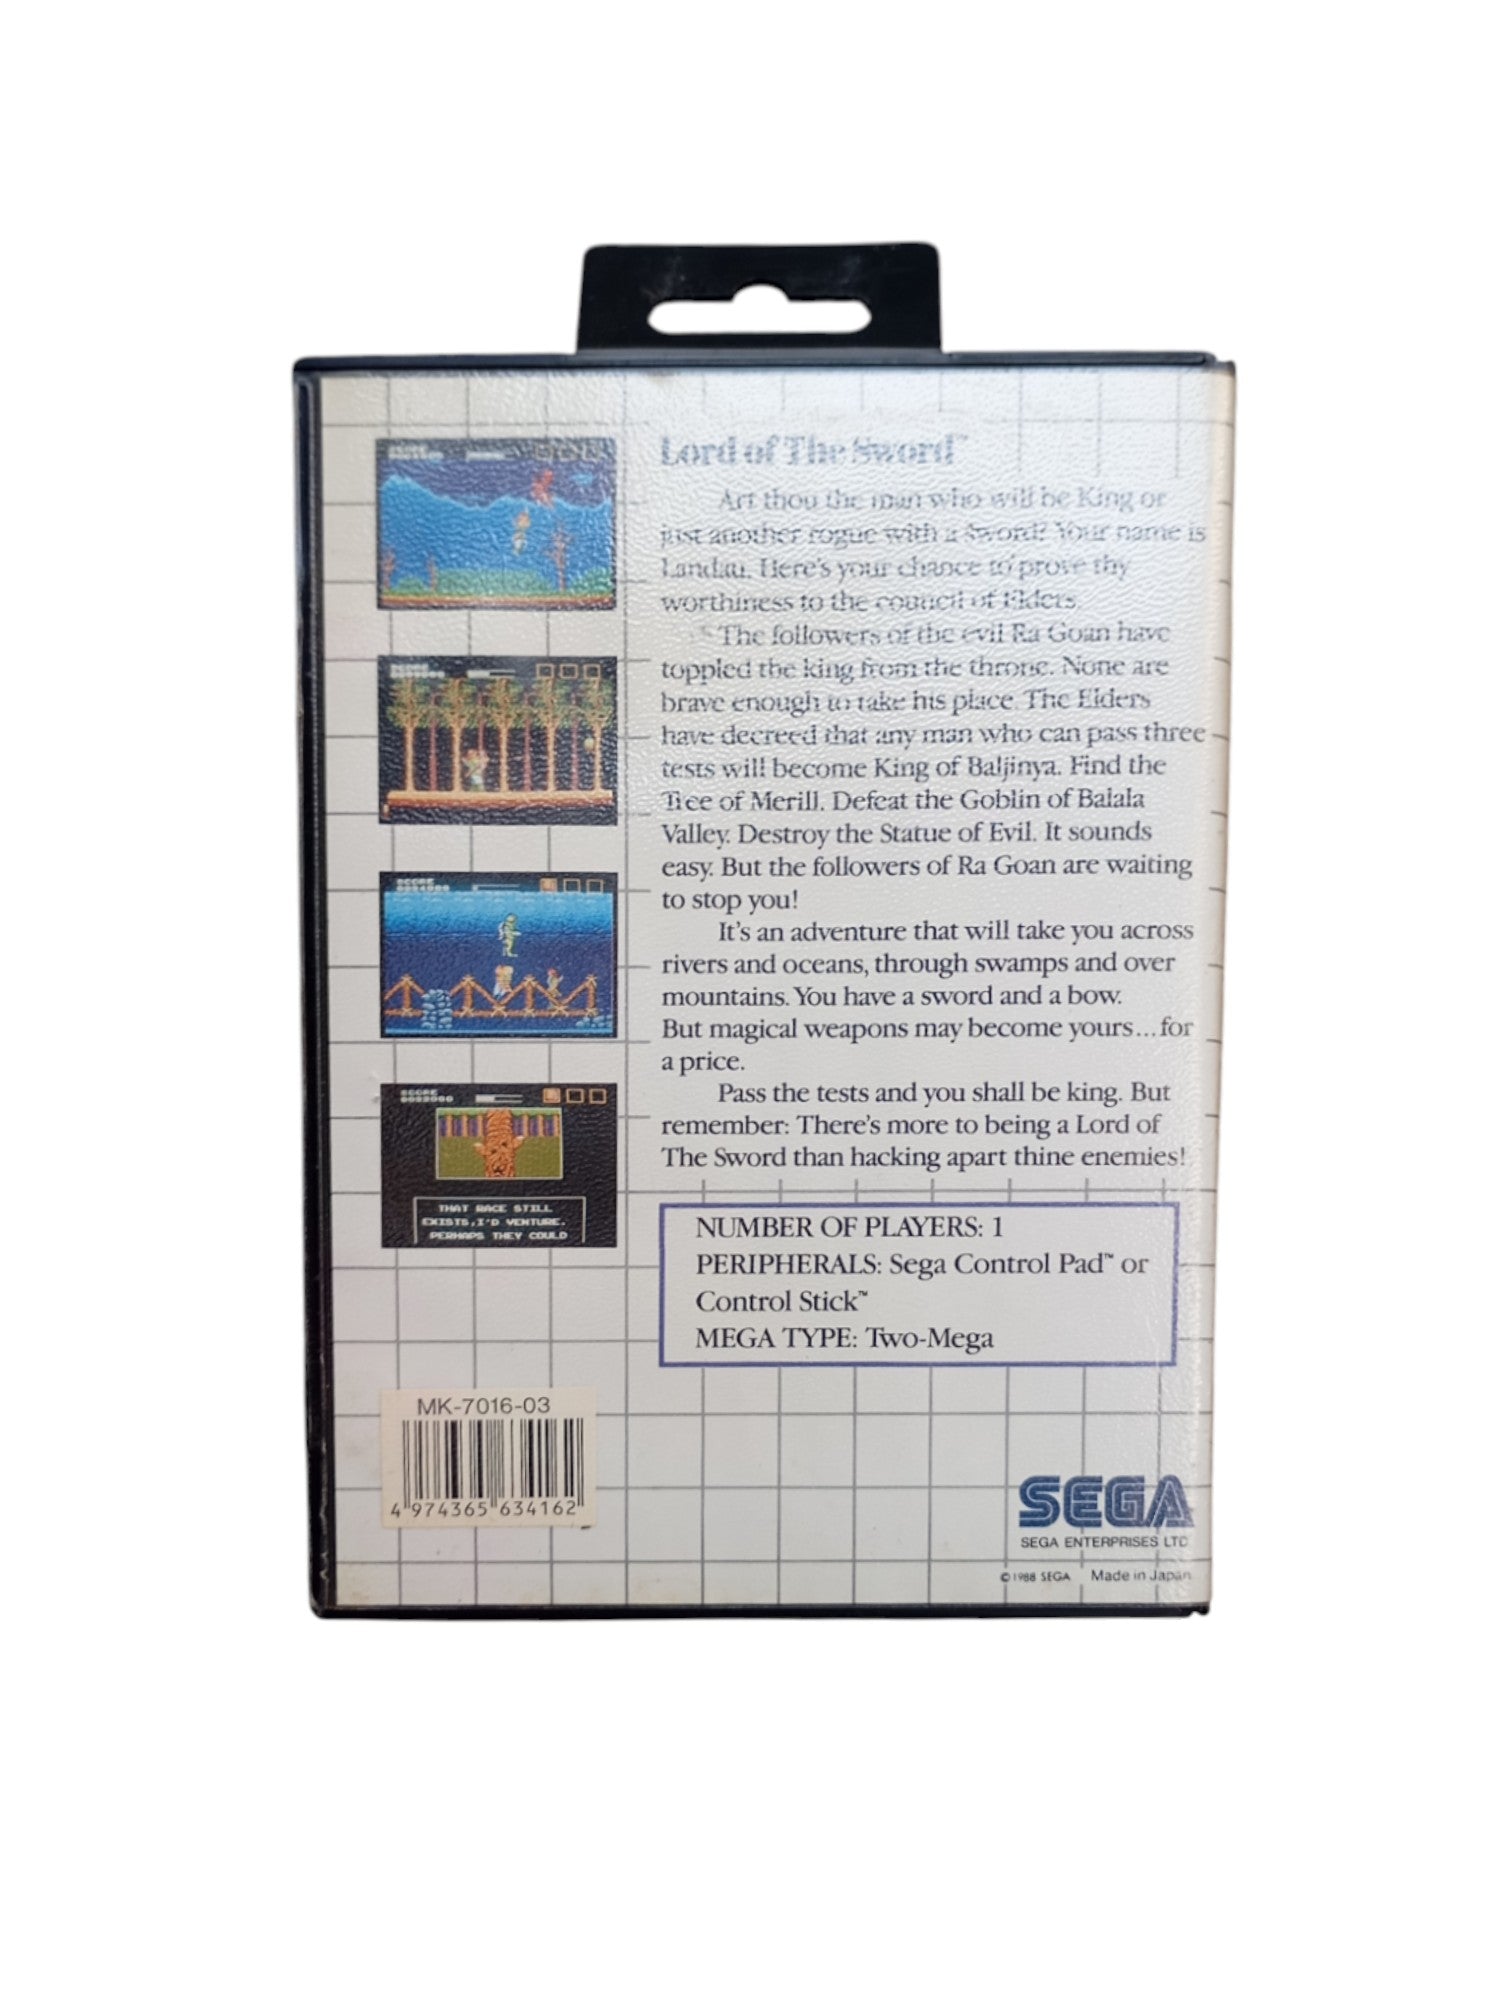 Lord of The Sword™
Art thou the man who will be King or
just another rogue with a Sword? Your name is
Landau. Here's your chance to prove thy
worthiness to the council of Elders.
The followers of the evil Ra Goan have
toppled the king from the throne. None are
brave enough to take his place. The Elders
have decreed that any man who can pass three
tests will become King of Baljinya. Find the
Tree of Merill. Defeat the Goblin of Balala
Valley. Destroy the Statue of Evil. It sounds
easy. But the followers of Ra Goan are waiting
to stop you!
It's an adventure that will take you across
rivers and oceans, through swamps and over
mountains. You have a sword and a bow.
But magical weapons may become yours...for
a price.
Pass the tests and you shall be king. But
remember: There's more to being a Lord of
The Sword than hacking apart thine enemies!
NUMBER OF PLAYERS: 1
PERIPHERALS: Sega Control Pad™ or
Control Stick™
MEGA TYPE: Two-Mega
SCORE
SCORE
SCORE
THAT RACE STILL
EXISTS,I'D VENTURE.
PERHAPS THEY COULD
MK-7016-03
4 974365 634162
SEGA
SEGA ENTERPRISES LTD
©1988 SEGA Made in Japan